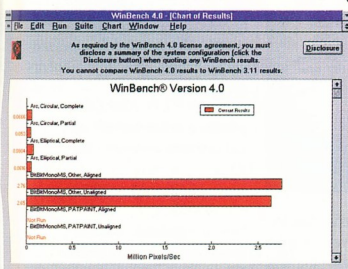 WinBench 4.0 - [Chart of Results]
File Edit Run Suite Chart Window Help
As required by the WinBench 4.0 license agreement, you must
disclose a summary of the system configuration (click the
Disclosure button) when quoting any WinBench results.
You cannot compare WinBench 4.0 results to WinBench 3.11 results.
Disclosure
WinBench® Version 4.0
Current Results
Arc, Circular, Complete
Arc, Circular, Partial
Arc, Elliptical, Complete
Arc, Elliptical, Partial
BitBltMonoMS, Other, Aligned
2.76
BitBltMonoMS, Other, Unaligned
2.65
BitBltMonoMS, PATPAINT, Aligned
Not Run
BitBltMonoMS, PATPAINT, Unaligned
Not Run
0 0.5 1.0 1.5 2.0 2.5
Million Pixels/Sec